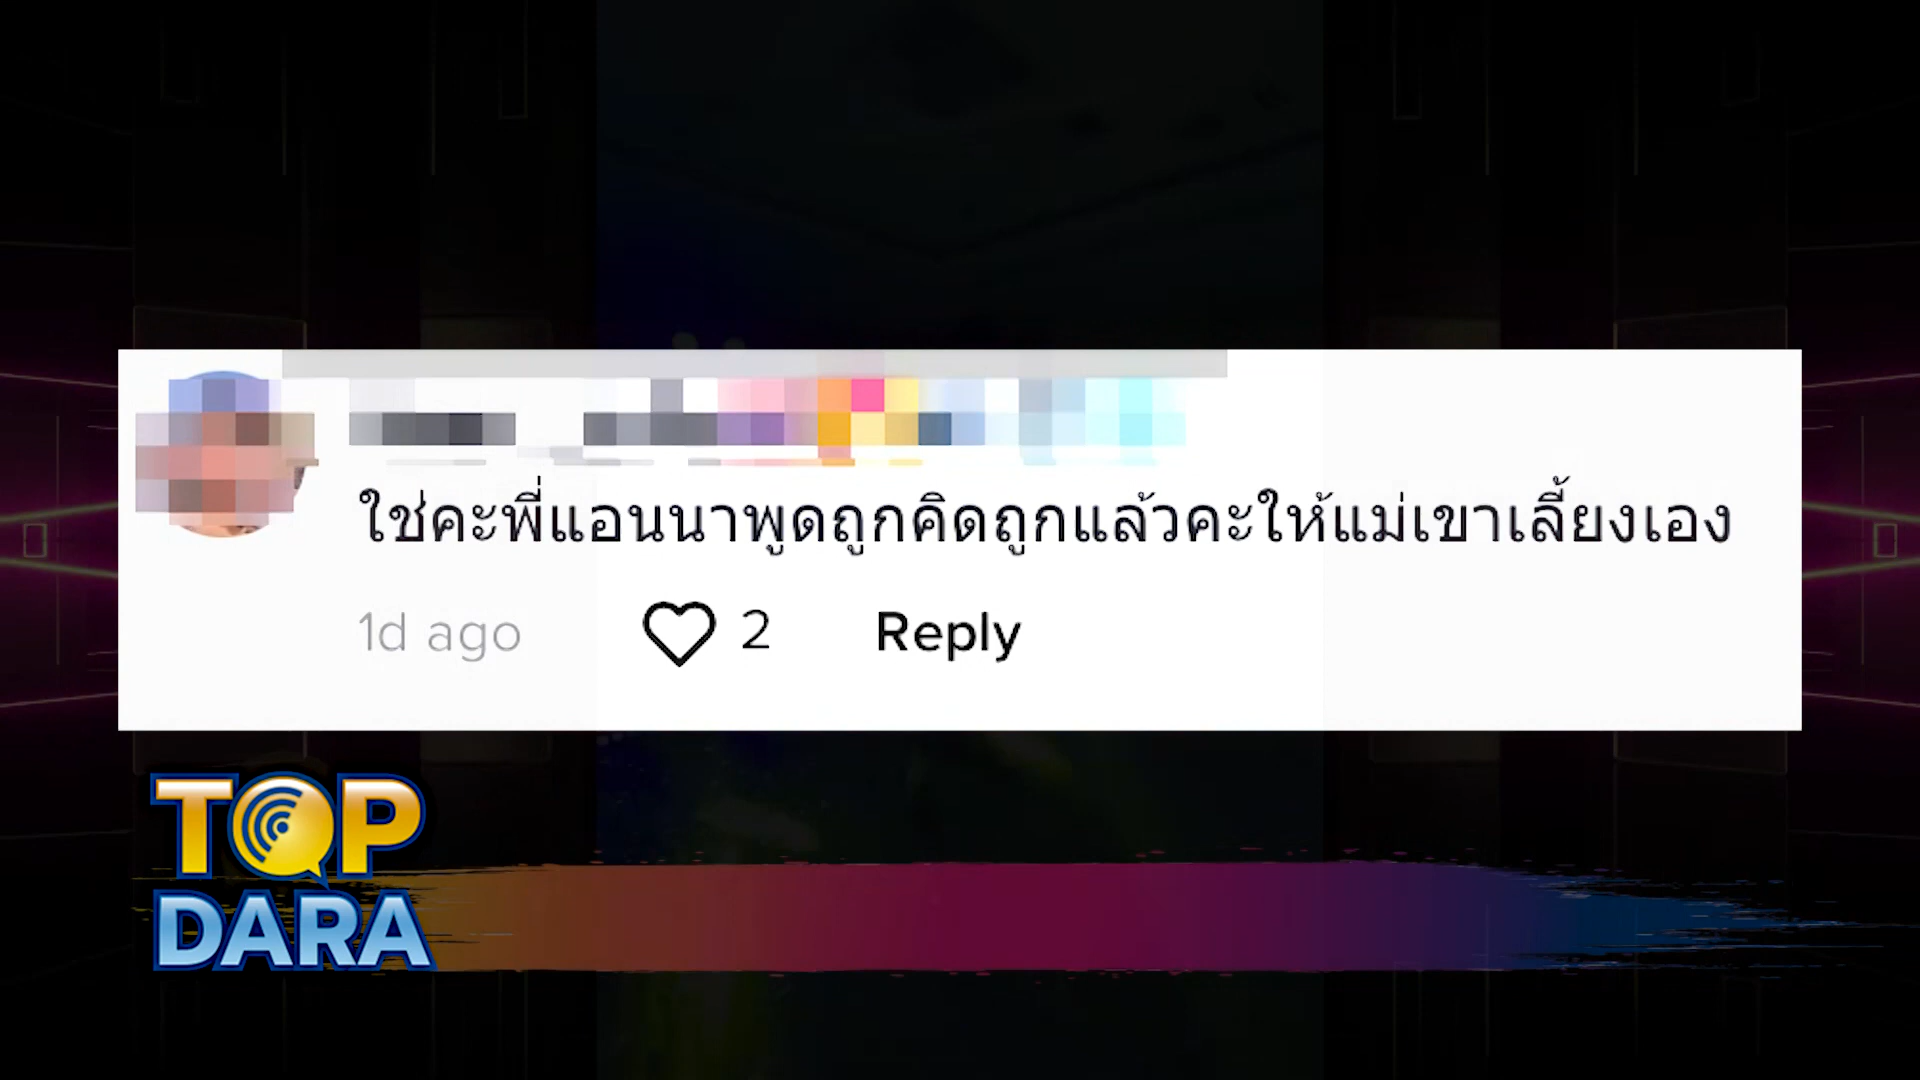 ใช่คะพี่แอนนาพูดถูกคิดถูกแล้วคะให้แม่เขาเลี้ยงเอง
1d ago 2 Reply
TOP
DARA